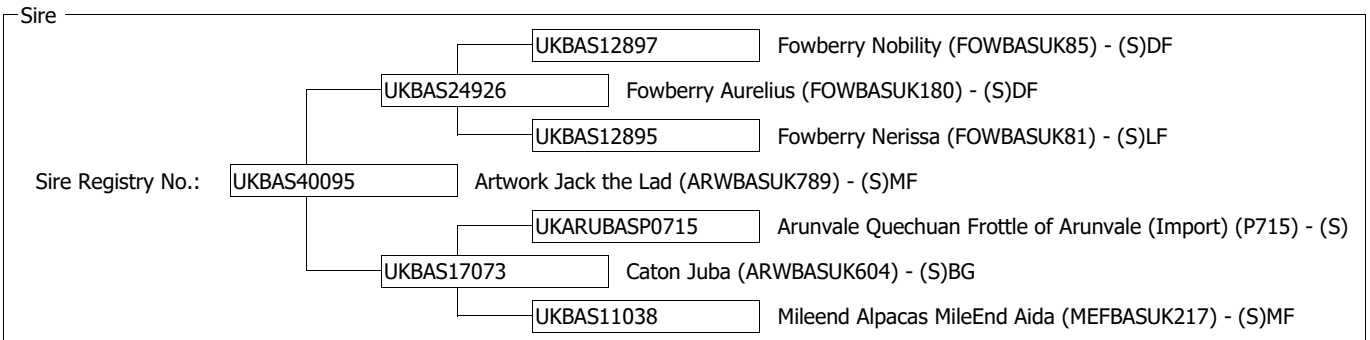 Sire
UKBAS12897 Fowberry Nobility (FOWBASUK85) - (S)DF
UKBAS24926 Fowberry Aurelius (FOWBASUK180) - (S)DF
UKBAS12895 Fowberry Nerissa (FOWBASUK81) - (S)LF
Sire Registry No.: UKBAS40095 Artwork Jack the Lad (ARWBASUK789) - (S)MF
UKARUBASP0715 Arunvale Quechuan Frottle of Arunvale (Import) (P715) - (S)
UKBAS17073 Caton Juba (ARWBASUK604) - (S)BG
UKBAS11038 Mileend Alpacas MileEnd Aida (MEFBASUK217) - (S)MF